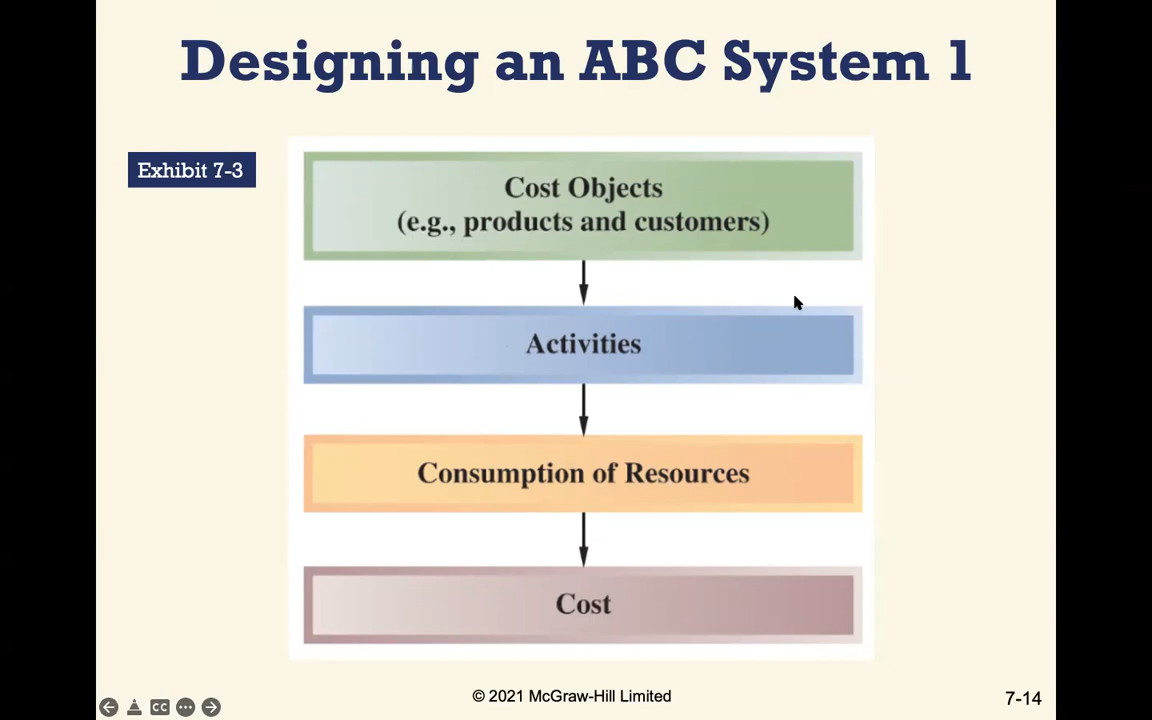 Designing an ABC System 1
Exhibit 7-3
Cost Objects
(e.g., products and customers)
Activities
Consumption of Resources
Cost
CC
© 2021 McGraw-Hill Limited
7-14